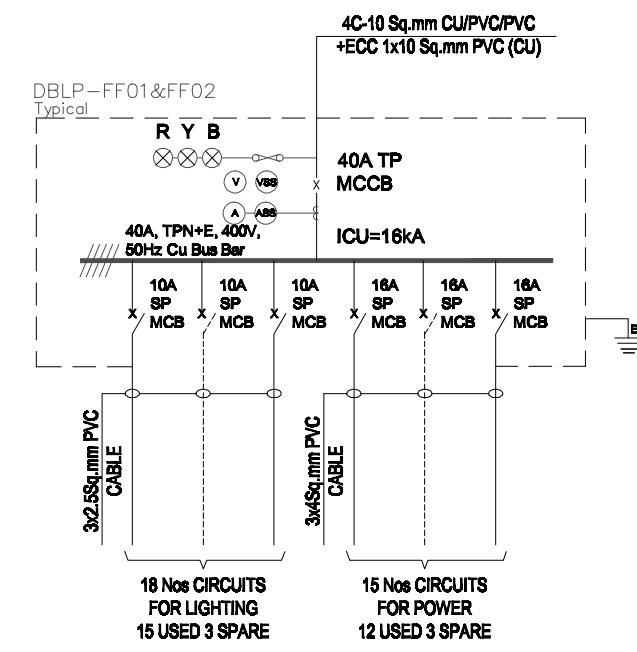 4C-10 Sq.mm CU/PVC/PVC
+ECC 1x10 Sq.mm PVC (CU)
DBLP-FF01&FF02
Typical
R Y B
40A TP
MCCB
V VSS
A ASS
40A, TPN+E, 400V,
50Hz Cu Bus Bar
ICU=16kA
10A
SP
MCB
10A
SP
MCB
10A
SP
MCB
16A
SP
MCB
16A
SP
MCB
16A
SP
MCB
E
3x2.5Sq.mm PVC
CABLE
3x4Sq.mm PVC
CABLE
18 Nos CIRCUITS
FOR LIGHTING
15 USED 3 SPARE
15 Nos CIRCUITS
FOR POWER
12 USED 3 SPARE